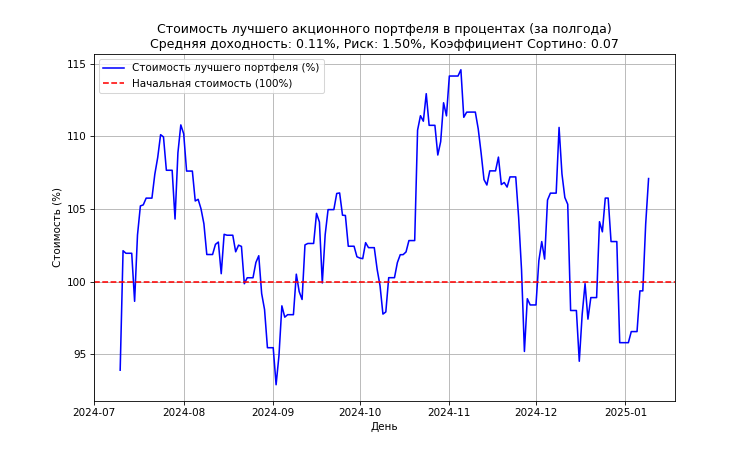 Стоимость лучшего акционного портфеля в процентах (за полгода)
Средняя доходность: 0.11%, Риск: 1.50%, Коэффициент Сортино: 0.07
Стоимость лучшего портфеля (%)
Начальная стоимость (100%)
Стоимость (%)
115
110
105
100
95
2024-07
2024-08
2024-09
2024-10
2024-11
2024-12
2025-01
День